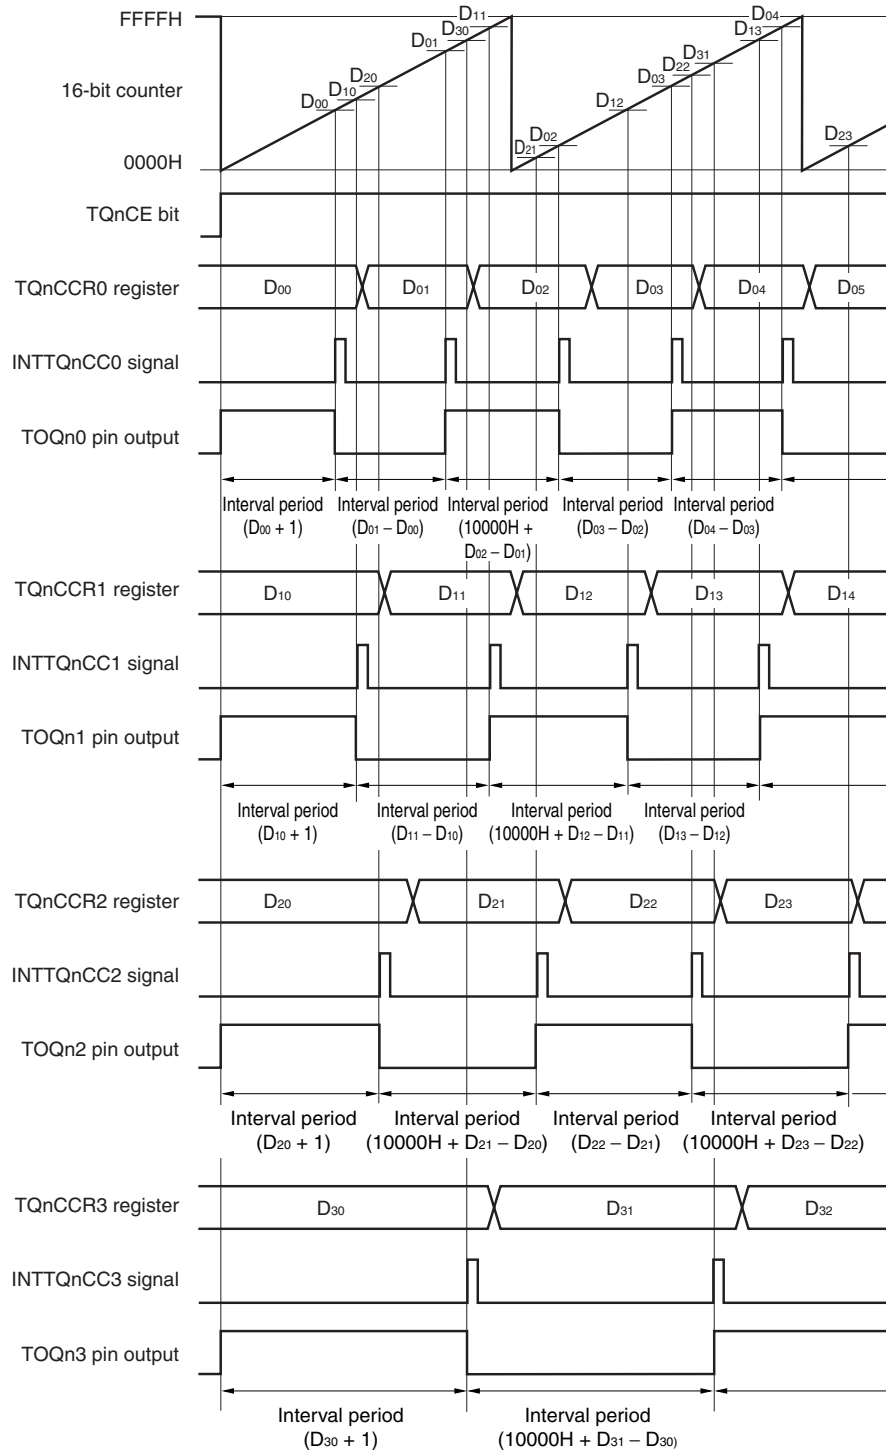 FFFFH
16-bit counter
0000H
D00
D10
D20
D01
D30
D11
D21
D02
D12
D03
D22
D31
D13
D04
D23
TQnCE bit
TQnCCR0 register
D00 D01 D02 D03 D04 D05
INTTQnCC0 signal
TOQn0 pin output
Interval period Interval period Interval period Interval period Interval period
(D00 + 1) (D01 – D00) (10000H + (D03 – D02) (D04 – D03)
D02 – D01)
TQnCCR1 register
D10 D11 D12 D13 D14
INTTQnCC1 signal
TOQn1 pin output
Interval period Interval period Interval period Interval period
(D10 + 1) (D11 – D10) (10000H + D12 – D11) (D13 – D12)
TQnCCR2 register
D20 D21 D22 D23
INTTQnCC2 signal
TOQn2 pin output
Interval period Interval period Interval period Interval period
(D20 + 1) (10000H + D21 – D20) (D22 – D21) (10000H + D23 – D22)
TQnCCR3 register
D30 D31 D32
INTTQnCC3 signal
TOQn3 pin output
Interval period Interval period
(D30 + 1) (10000H + D31 – D30)